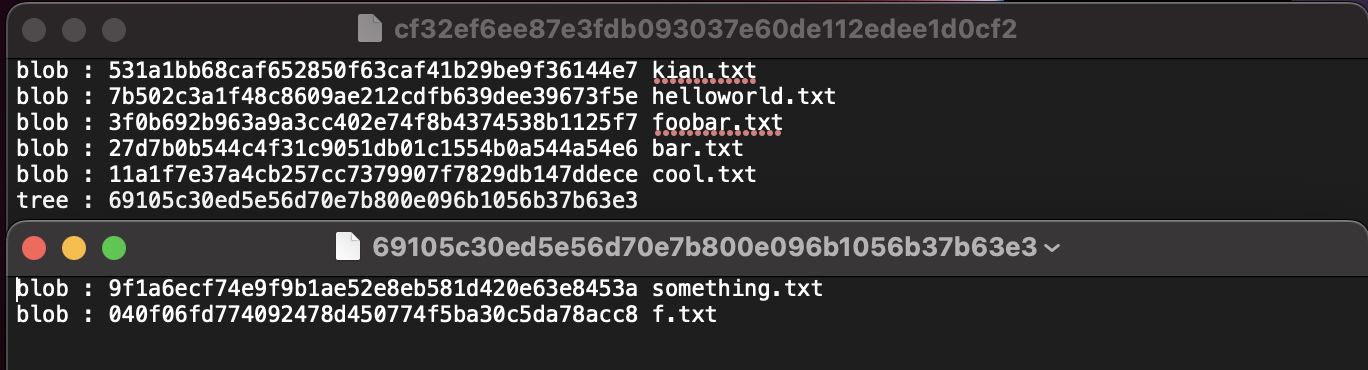 cf32ef6ee87e3fdb093037e60de112edee1d0cf2
blob : 531a1bb68caf652850f63caf41b29be9f36144e7 kian.txt
blob : 7b502c3a1f48c8609ae212cdfb639dee39673f5e helloworld.txt
blob : 3f0b692b963a9a3cc402e74f8b4374538b1125f7 foobar.txt
blob : 27d7b0b544c4f31c9051db01c1554b0a544a54e6 bar.txt
blob : 11a1f7e37a4cb257cc7379907f7829db147ddece cool.txt
tree : 69105c30ed5e56d70e7b800e096b1056b37b63e3
69105c30ed5e56d70e7b800e096b1056b37b63e3
blob : 9f1a6ecf74e9f9b1ae52e8eb581d420e63e8453a something.txt
blob : 040f06fd774092478d450774f5ba30c5da78acc8 f.txt